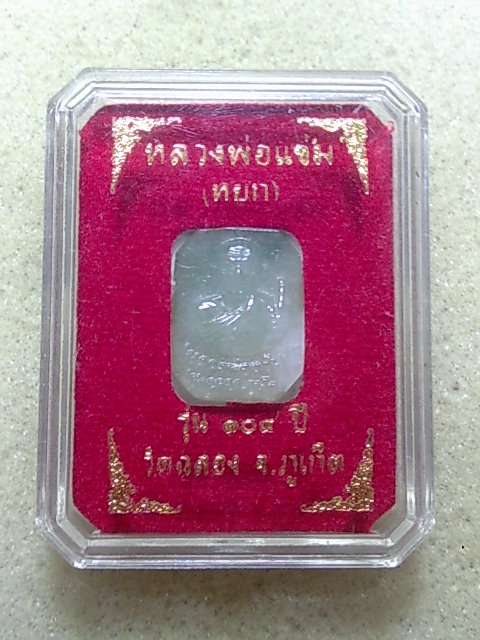 หลวงพ่อแช่ม
(หยก)
รุ่น ๑๐๔ ปี
วัดฉลอง จ.ภูเก็ต